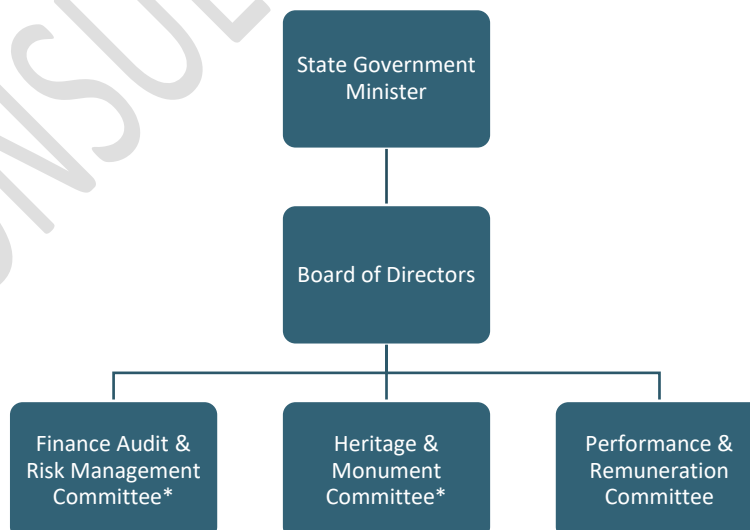 State Government
Minister
Board of Directors
Finance Audit &
Risk Management
Committee*
Heritage &
Monument
Committee*
Performance &
Remuneration
Committee